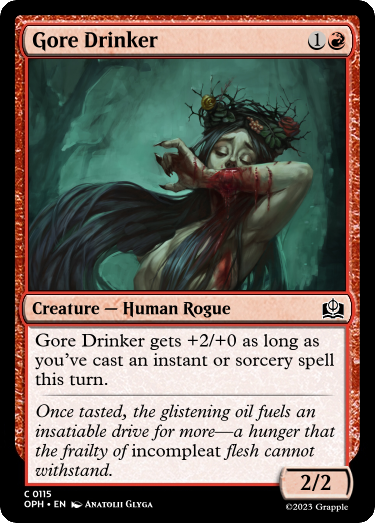 Gore Drinker 1
Creature — Human Rogue
Gore Drinker gets +2/+0 as long as
you've cast an instant or sorcery spell
this turn.
Once tasted, the glistening oil fuels an
insatiable drive for more—a hunger that
the frailty of incompleat flesh cannot
withstand.
2/2
C 0115
OPH • EN Anatolii Glyga
©2023 Grapple